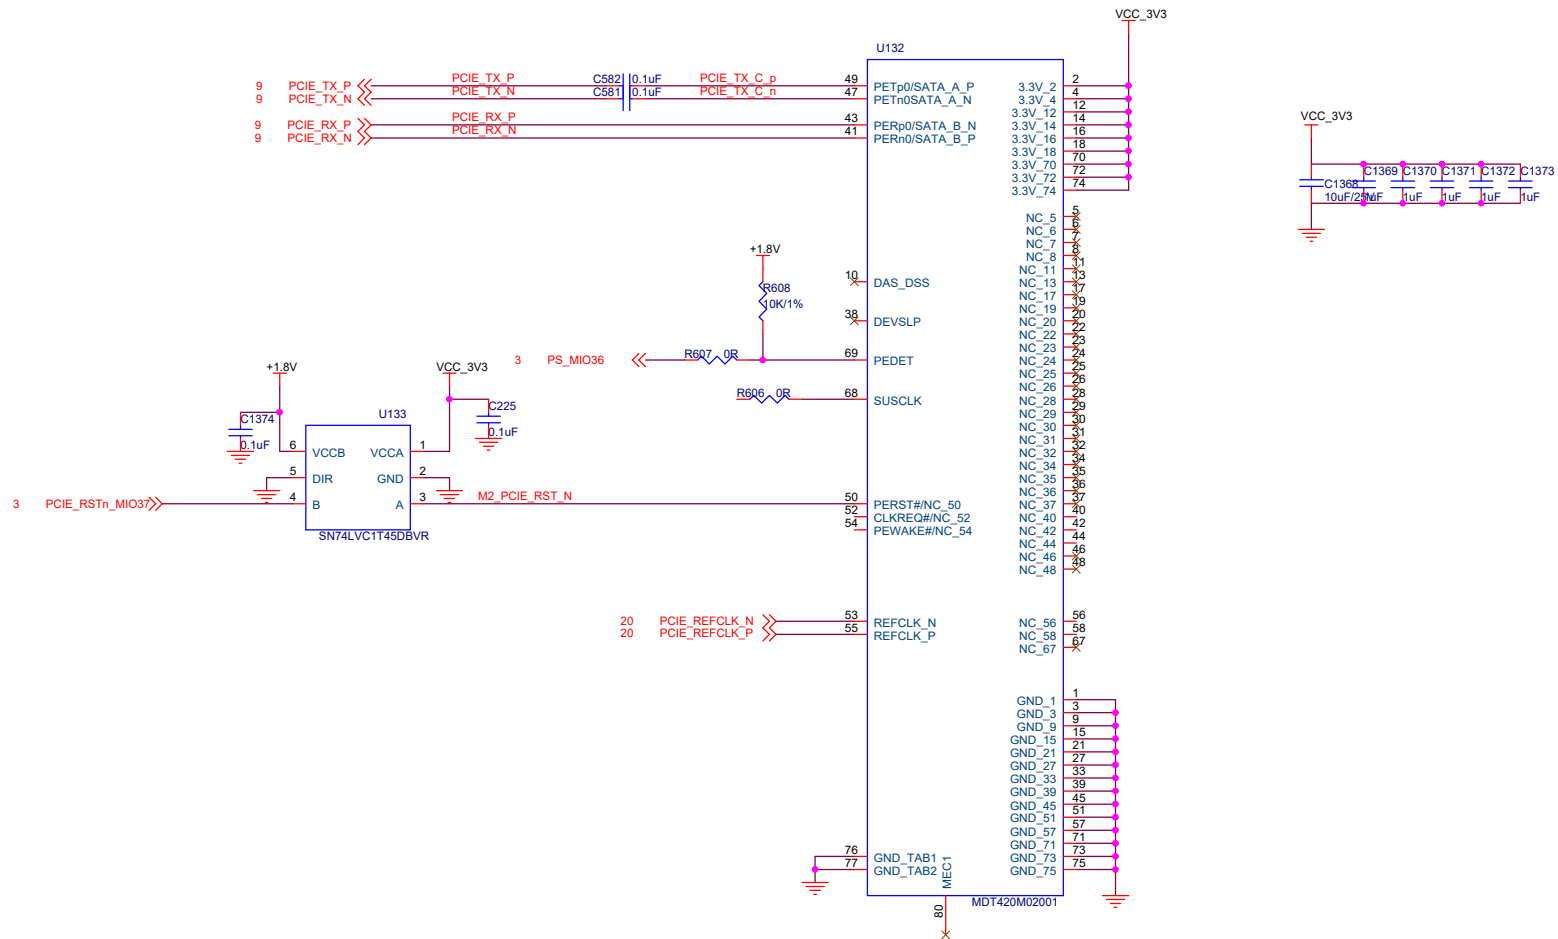 VCC_3V3
U132
9 PCIE_TX_P PCIE_TX_P C582 0.1uF PCIE_TX_C_p 49 PETp0/SATA_A_P
9 PCIE_TX_N PCIE_TX_N C581 0.1uF PCIE_TX_C_n 47 PETn0SATA_A_N
9 PCIE_RX_P PCIE_RX_P 43 PERp0/SATA_B_N
9 PCIE_RX_N PCIE_RX_N 41 PERn0/SATA_B_P
3.3V_2 2
3.3V_4 4
3.3V_12 12
3.3V_14 14
3.3V_16 16
3.3V_18 18
3.3V_70 70
3.3V_72 72
3.3V_74 74
VCC_3V3
C1368 C1369 C1370 C1371 C1372 C1373
10uF/25V 1uF 1uF 1uF 1uF 1uF
NC_5 5
NC_6 6
NC_7 7
NC_8 8
NC_11 11
NC_13 13
NC_17 17
NC_19 19
NC_20 20
NC_22 22
NC_23 23
NC_24 24
NC_25 25
NC_26 26
NC_28 28
NC_29 29
NC_30 30
NC_31 31
NC_32 32
NC_34 34
NC_35 35
NC_36 36
NC_37 37
NC_40 40
NC_42 42
NC_44 44
NC_46 46
NC_48 48
+1.8V
10 DAS_DSS
R608
10K/1%
38 DEVSLP
3 PS_MIO36 R607 0R 69 PEDET
R606 0R 68 SUSCLK
+1.8V
VCC_3V3
C1374
0.1uF
U133
C225
0.1uF
6 VCCB VCCA 1
5 DIR GND 2
3 PCIE_RSTn_MIO37 4 B A 3 M2_PCIE_RST_N 50 PERST#/NC_50
SN74LVC1T45DBVR
52 CLKREQ#/NC_52
54 PEWAKE#/NC_54
20 PCIE_REFCLK_N 53 REFCLK_N
20 PCIE_REFCLK_P 55 REFCLK_P
NC_56 56
NC_58 58
NC_67 67
GND_1 1
GND_3 3
GND_9 9
GND_15 15
GND_21 21
GND_27 27
GND_33 33
GND_39 39
GND_45 45
GND_51 51
GND_57 57
GND_71 71
GND_73 73
GND_75 75
76 GND_TAB1
77 GND_TAB2
MEC1
80
MDT420M02001